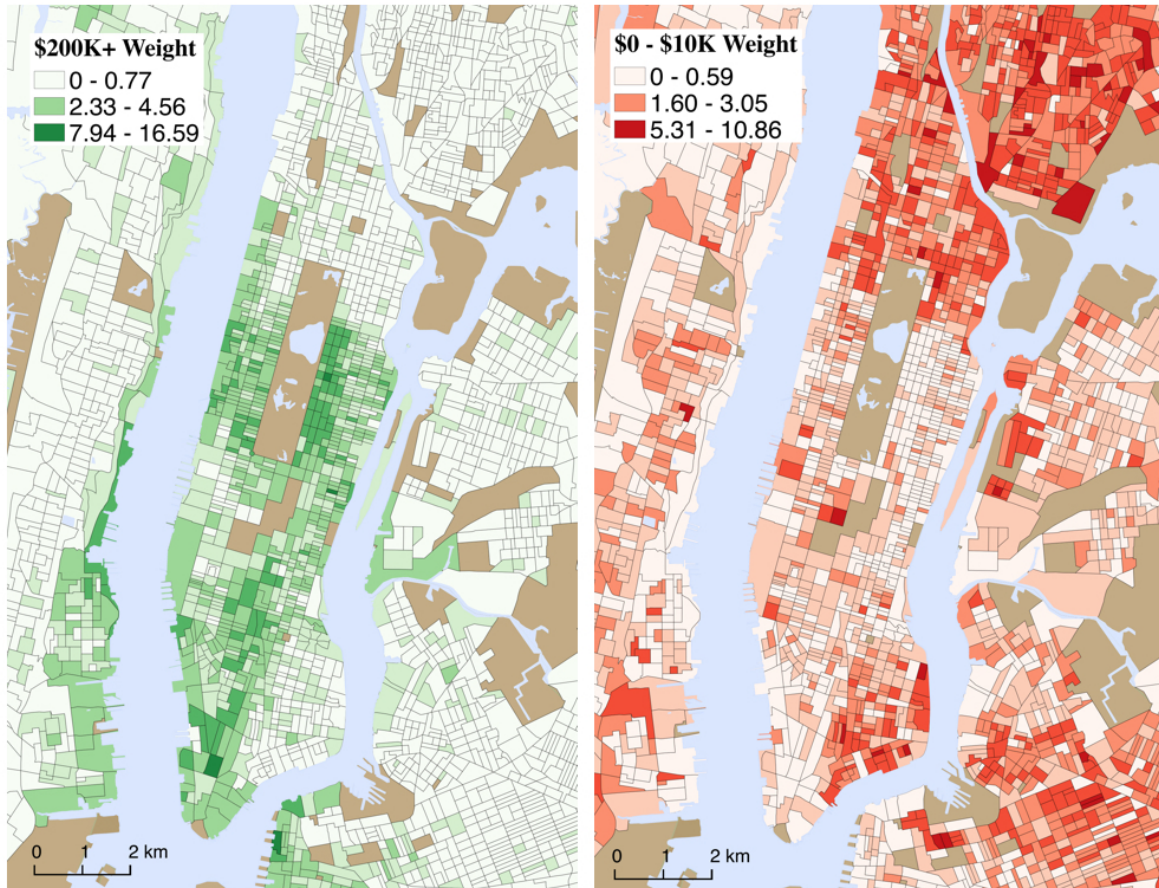 $200K+ Weight
0 - 0.77
2.33 - 4.56
7.94 - 16.59
0 1 2 km
$0 - $10K Weight
0 - 0.59
1.60 - 3.05
5.31 - 10.86
0 1 2 km